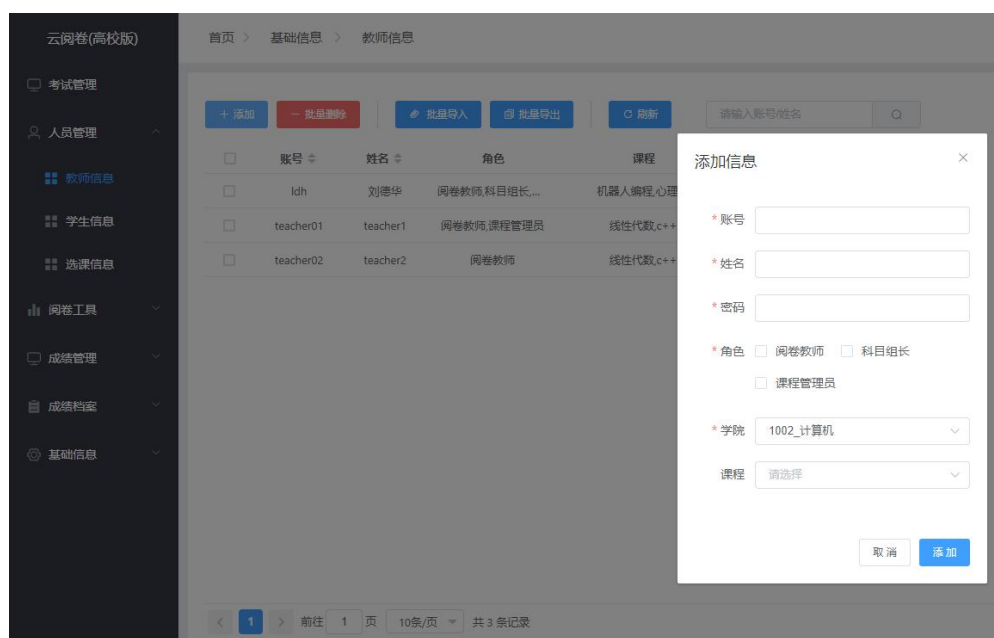 云阅卷(高校版)
首页 > 基础信息 > 教师信息
考试管理
人员管理
教师信息
学生信息
选课信息
阅卷工具
成绩管理
成绩档案
基础信息
+ 添加 — 批量删除 批量导入 批量导出 刷新 请输入账号/姓名
账号 姓名 角色 课程
ldh 刘德华 阅卷教师,科目组长,... 机器人编程,心理
teacher01 teacher1 阅卷教师,课程管理员 线性代数,c++
teacher02 teacher2 阅卷教师 线性代数,c++
添加信息 ×
* 账号
* 姓名
* 密码
* 角色 阅卷教师 科目组长
课程管理员
* 学院 1002_计算机
课程 请选择
取消 添加
< 1 > 前往 1 页 10条/页 共 3 条记录